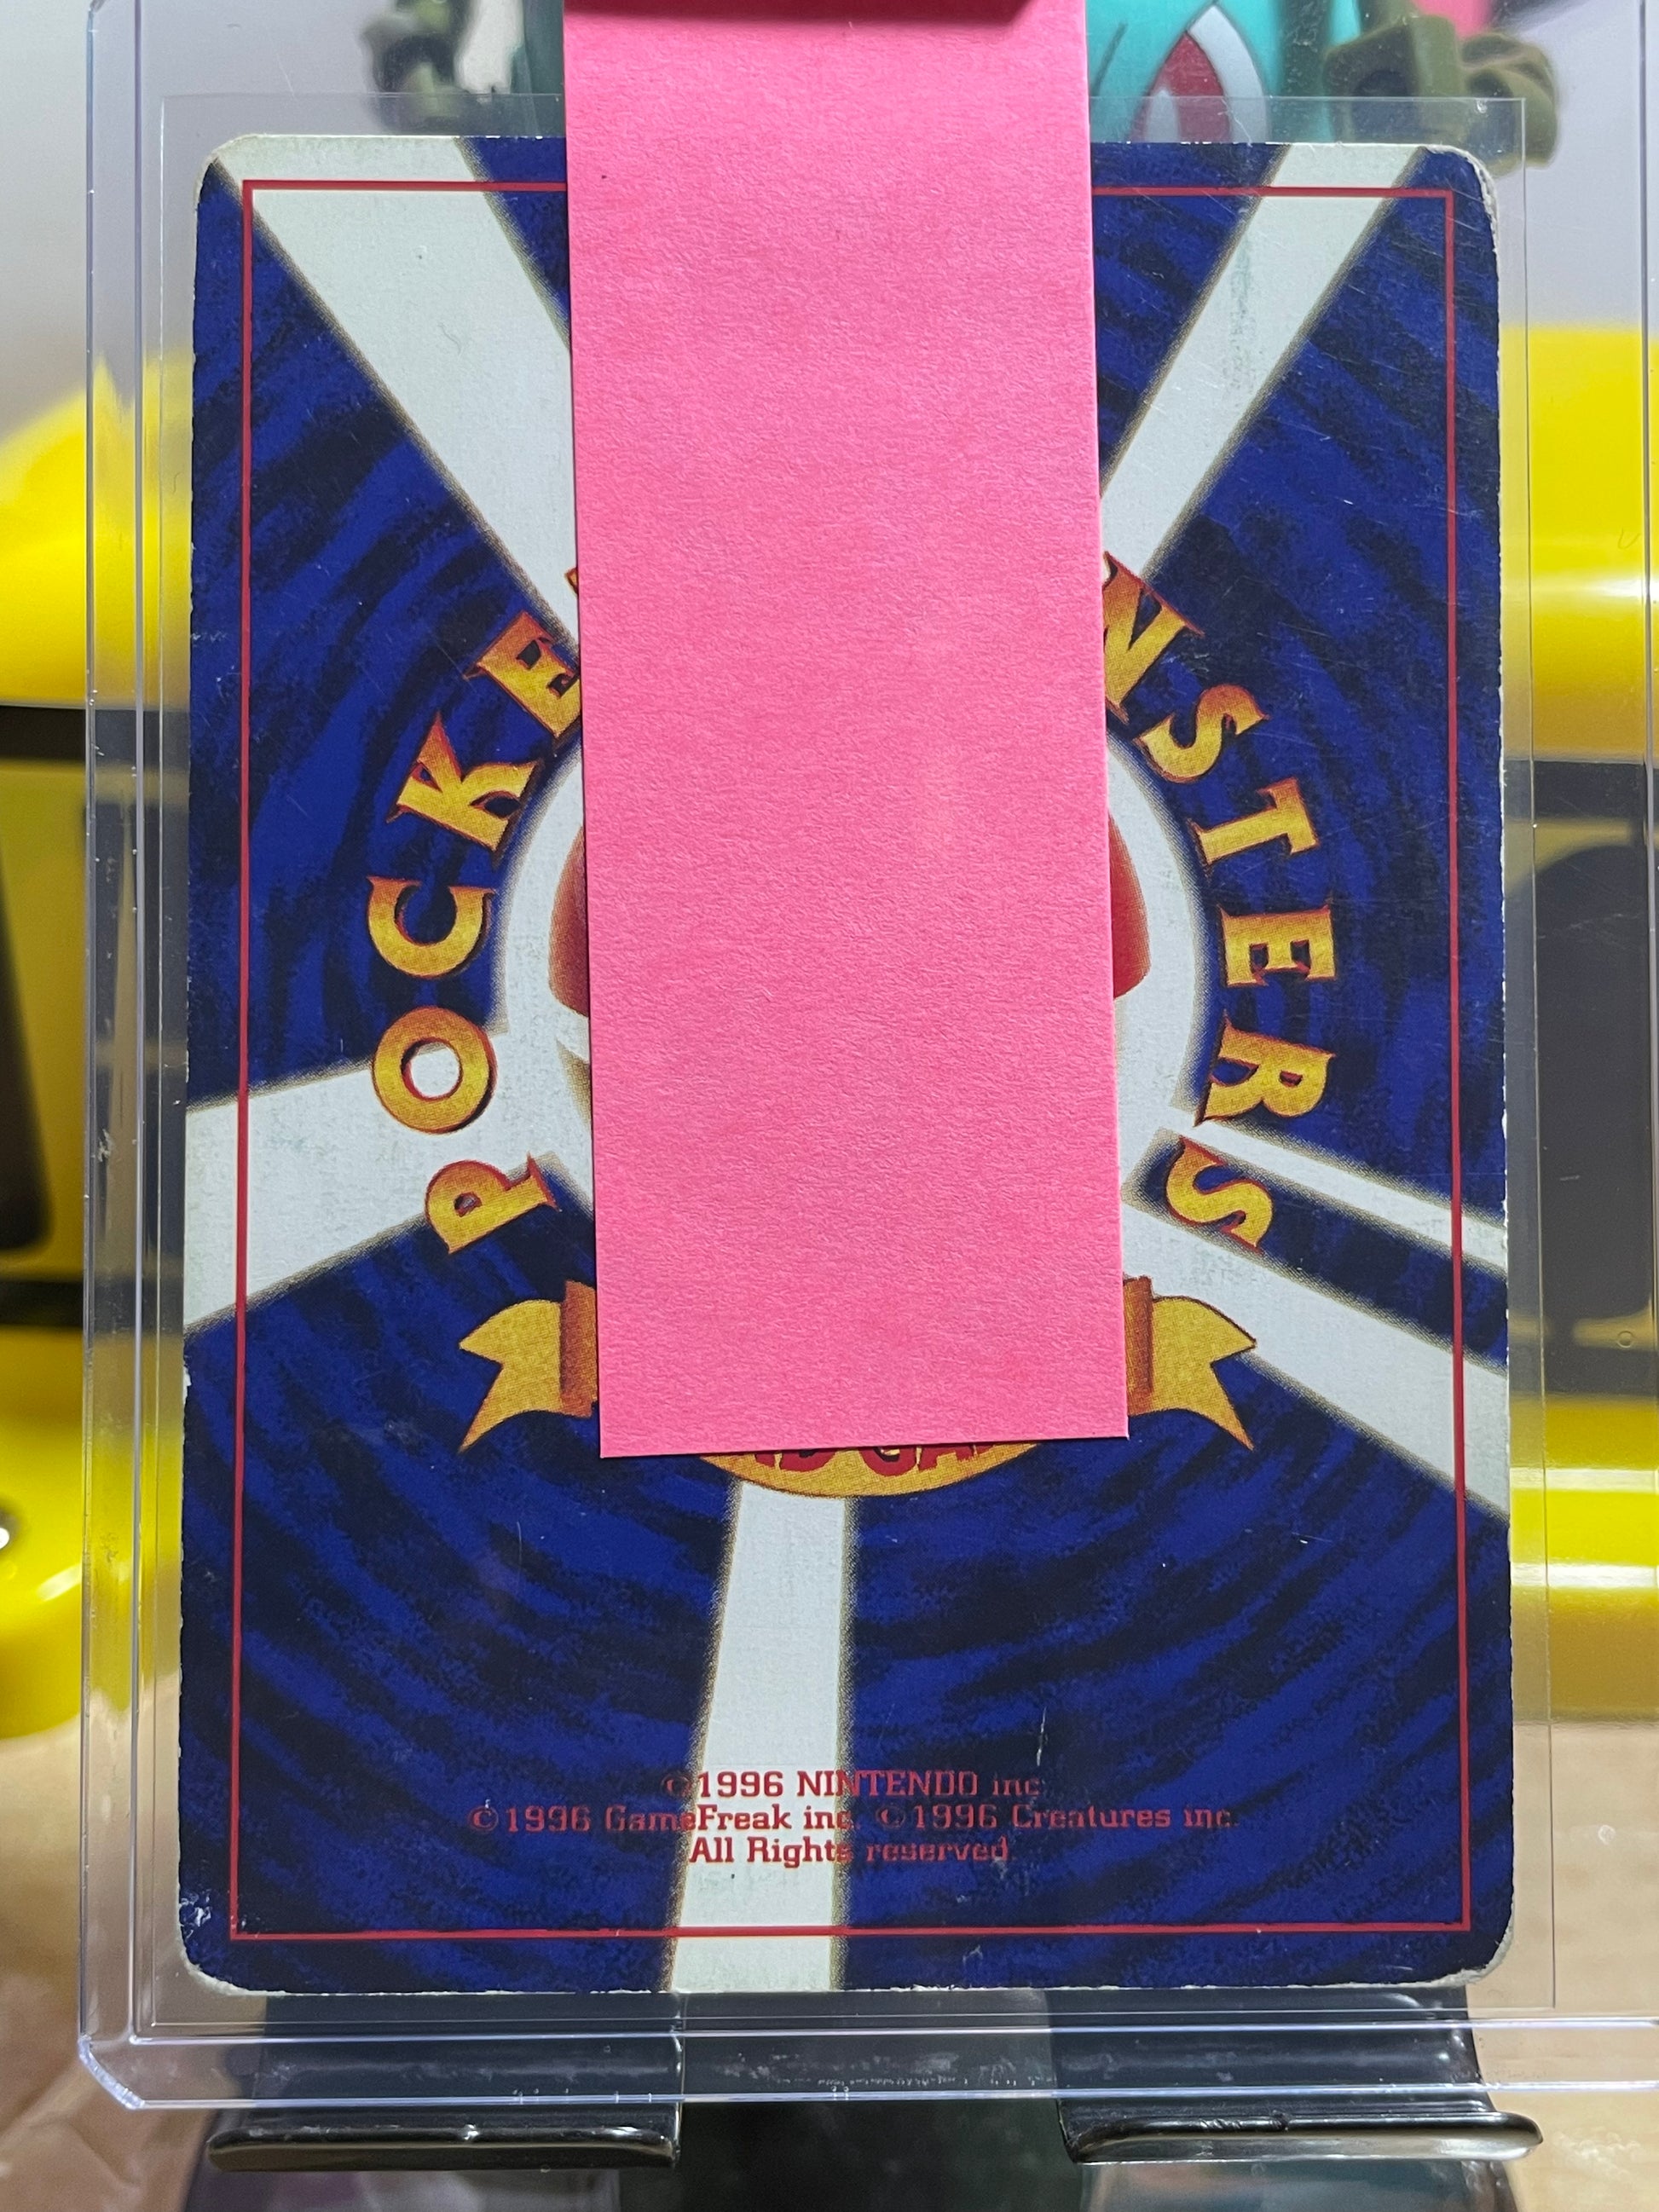 POCKE
NSTERS
©1996 NINTENDO inc.
©1996 GameFreak inc. ©1996 Creatures inc.
All Rights reserved.